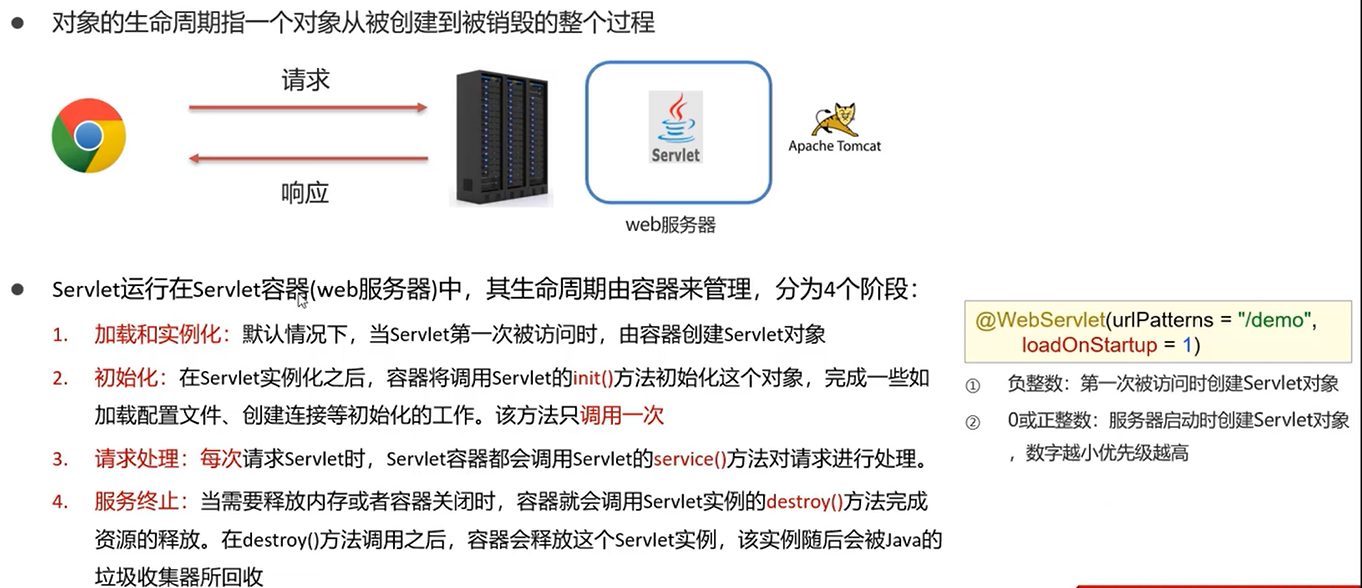 ● 对象的生命周期指一个对象从被创建到被销毁的整个过程
请求
响应
Servlet
Apache Tomcat
web服务器
● Servlet运行在Servlet容器(web服务器)中，其生命周期由容器来管理，分为4个阶段：
1. 加载和实例化：默认情况下，当Servlet第一次被访问时，由容器创建Servlet对象
2. 初始化：在Servlet实例化之后，容器将调用Servlet的init()方法初始化这个对象，完成一些如
加载配置文件、创建连接等初始化的工作。该方法只调用一次
3. 请求处理：每次请求Servlet时，Servlet容器都会调用Servlet的service()方法对请求进行处理。
4. 服务终止：当需要释放内存或者容器关闭时，容器就会调用Servlet实例的destroy()方法完成
资源的释放。在destroy()方法调用之后，容器会释放这个Servlet实例，该实例随后会被Java的
垃圾收集器所回收
@WebServlet(urlPatterns = "/demo",
loadOnStartup = 1)
① 负整数：第一次被访问时创建Servlet对象
② 0或正整数：服务器启动时创建Servlet对象
，数字越小优先级越高